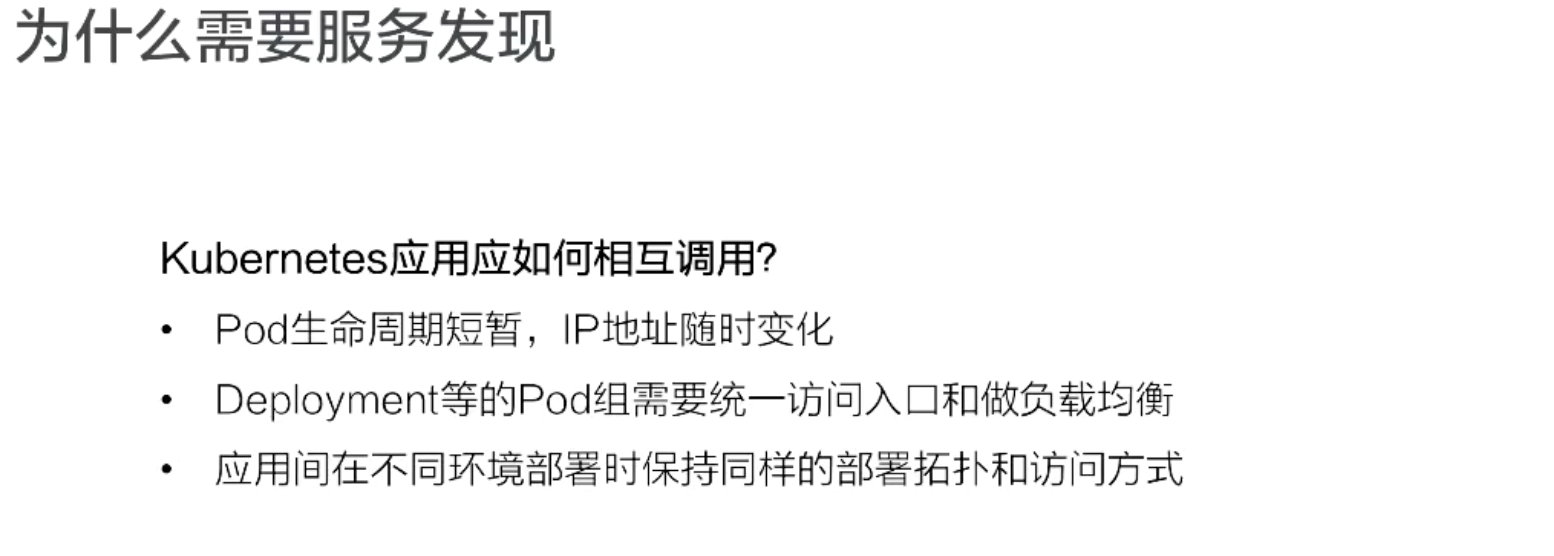 为什么需要服务发现
Kubernetes应用应如何相互调用?
• Pod生命周期短暂，IP地址随时变化
• Deployment等的Pod组需要统一访问入口和做负载均衡
• 应用间在不同环境部署时保持同样的部署拓扑和访问方式